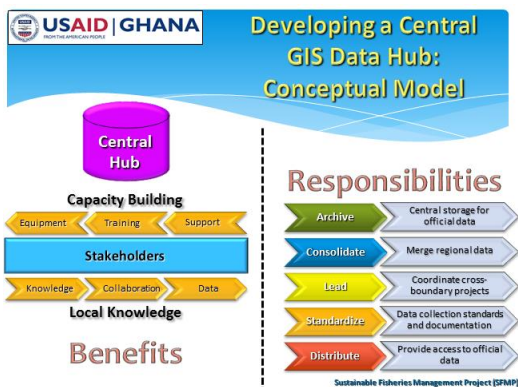 USAID | GHANA
FROM THE AMERICAN PEOPLE
Developing a Central
GIS Data Hub:
Conceptual Model
Central
Hub
Capacity Building
Equipment
Training
Support
Stakeholders
Knowledge
Collaboration
Data
Local Knowledge
Benefits
Responsibilities
Archive
Central storage for
official data
Consolidate
Merge regional data
Lead
Coordinate cross-
boundary projects
Standardize
Data collection standards
and documentation
Distribute
Provide access to official
data
Sustainable Fisheries Management Project (SFMP)